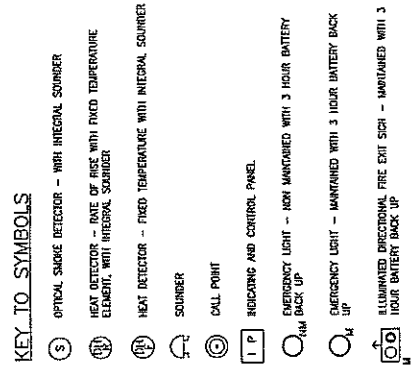 KEY TO SYMBOLS
S OPTICAL SMOKE DETECTOR - WITH INTEGRAL SOUNDER
DH R HEAT DETECTOR - RATE OF RISE WITH FIXED TEMPERATURE
ELEMENT, WITH INTEGRAL SOUNDER
DH F HEAT DETECTOR - FIXED TEMPERATURE WITH INTEGRAL SOUNDER
SOUNDER
CALL POINT
I P INDICATING AND CONTROL PANEL
NM EMERGENCY LIGHT - NON MAINTAINED WITH 3 HOUR BATTERY
BACK UP
M EMERGENCY LIGHT - MAINTAINED WITH 3 HOUR BATTERY BACK
UP
M ILLUMINATED DIRECTIONAL FIRE EXIT SIGN - MAINTAINED WITH 3
HOUR BATTERY BACK UP